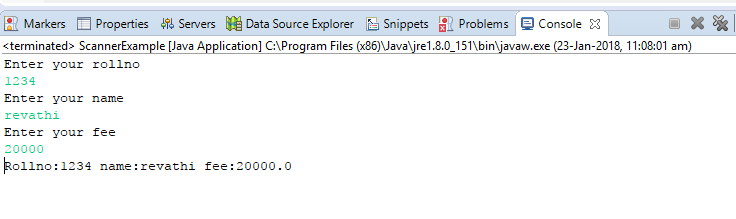 Markers Properties Servers Data Source Explorer Snippets Problems Console
<terminated> ScannerExample [Java Application] C:\Program Files (x86)\Java\jre1.8.0_151\bin\javaw.exe (23-Jan-2018, 11:08:01 am)
Enter your rollno
1234
Enter your name
revathi
Enter your fee
20000
Rollno:1234 name:revathi fee:20000.0